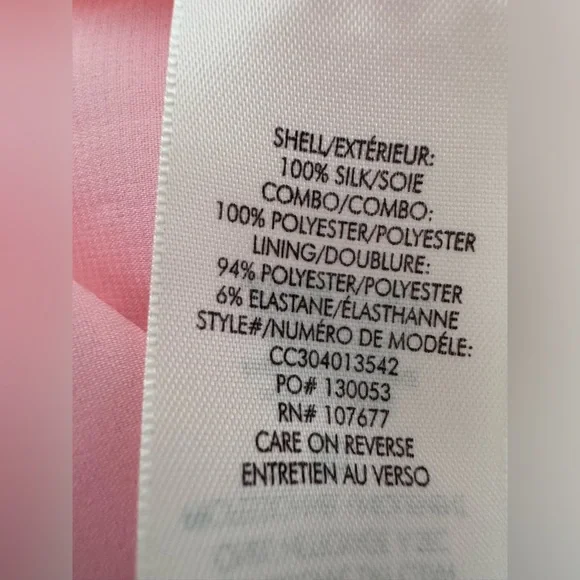 SHELL/EXTÉRIEUR:
100% SILK/SOIE
COMBO/COMBO:
100% POLYESTER/POLYESTER
LINING/DOUBLURE:
94% POLYESTER/POLYESTER
6% ELASTANE/ÉLASTHANNE
STYLE#/NUMÉRO DE MODÉLE:
CC304013542
PO# 130053
RN# 107677
CARE ON REVERSE
ENTRETIEN AU VERSO